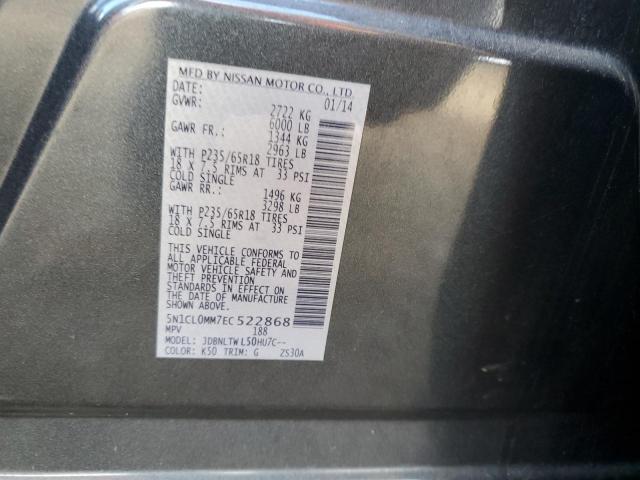 MFD BY NISSAN MOTOR CO., LTD
DATE: 01/14
GVWR: 2722 KG
6000 LB
GAWR FR.: 1344 KG
2963 LB
WITH P235/65R18 TIRES
18 X 7.5 RIMS AT 33 PSI
COLD SINGLE
GAWR RR.: 1496 KG
3298 LB
WITH P235/65R18 TIRES
18 X 7.5 RIMS AT 33 PSI
COLD SINGLE
THIS VEHICLE CONFORMS TO
ALL APPLICABLE FEDERAL
MOTOR VEHICLE SAFETY AND
THEFT PREVENTION
STANDARDS IN EFFECT ON
THE DATE OF MANUFACTURE
SHOWN ABOVE.
5N1CL0MM7EC522868
MPV 188
MODEL: JDBNLTWL50HU7C--
COLOR: K50 TRIM: G ZS30A